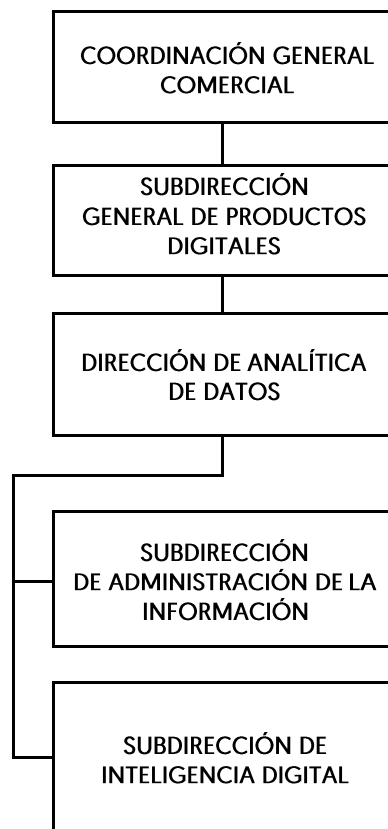 COORDINACIÓN GENERAL
COMERCIAL
SUBDIRECCIÓN
GENERAL DE PRODUCTOS
DIGITALES
DIRECCIÓN DE ANALÍTICA
DE DATOS
SUBDIRECCIÓN
DE ADMINISTRACIÓN DE LA
INFORMACIÓN
SUBDIRECCIÓN DE
INTELIGENCIA DIGITAL